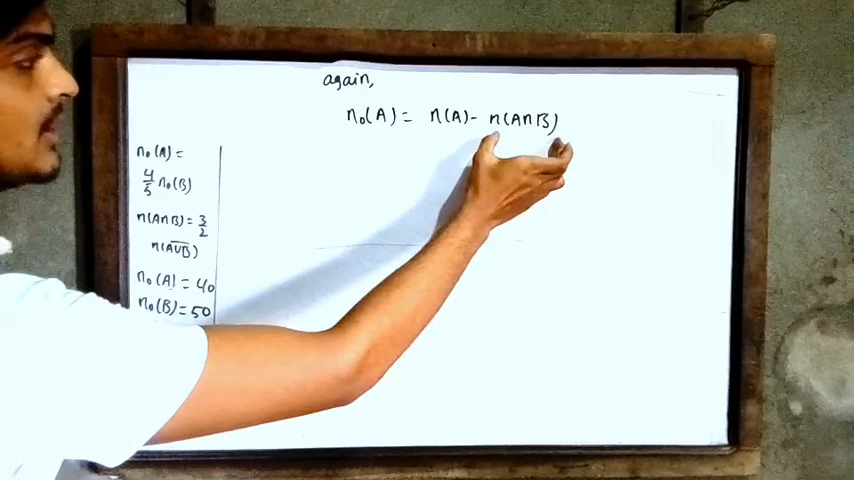 again,
n₀(A) = n(A) - n(A∩B)
n₀(A) =
4/5 n₀(B)
n(A∩B) = 3/2
n(A̅∪̅B̅)
n₀(A) = 40
n₀(B) = 50